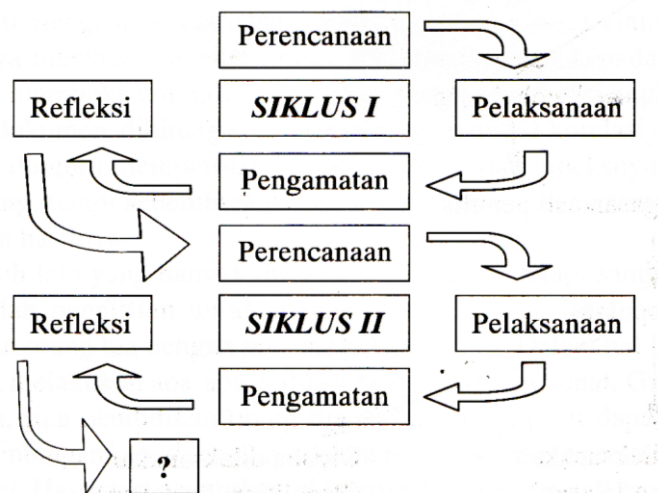 Perencanaan
Refleksi SIKLUS I Pelaksanaan
Pengamatan
Perencanaan
Refleksi SIKLUS II Pelaksanaan
Pengamatan
?